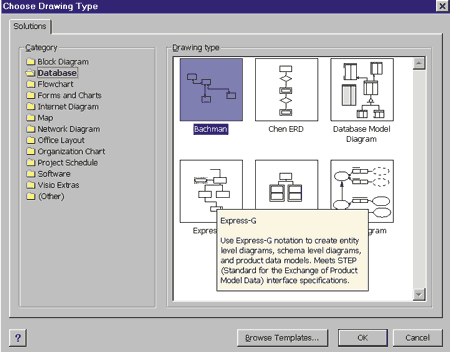 Choose Drawing Type
Solutions
Category
Block Diagram
Database
Flowchart
Forms and Charts
Internet Diagram
Map
Network Diagram
Office Layout
Organization Chart
Project Schedule
Software
Visio Extras
(Other)
Drawing type
Bachman
Chen ERD
Database Model
Diagram
Expre
gram
Express-G
Use Express-G notation to create entity
level diagrams, schema level diagrams,
and product data models. Meets STEP
(Standard for the Exchange of Product
Model Data) interface specifications.
?
Browse Templates...
OK
Cancel